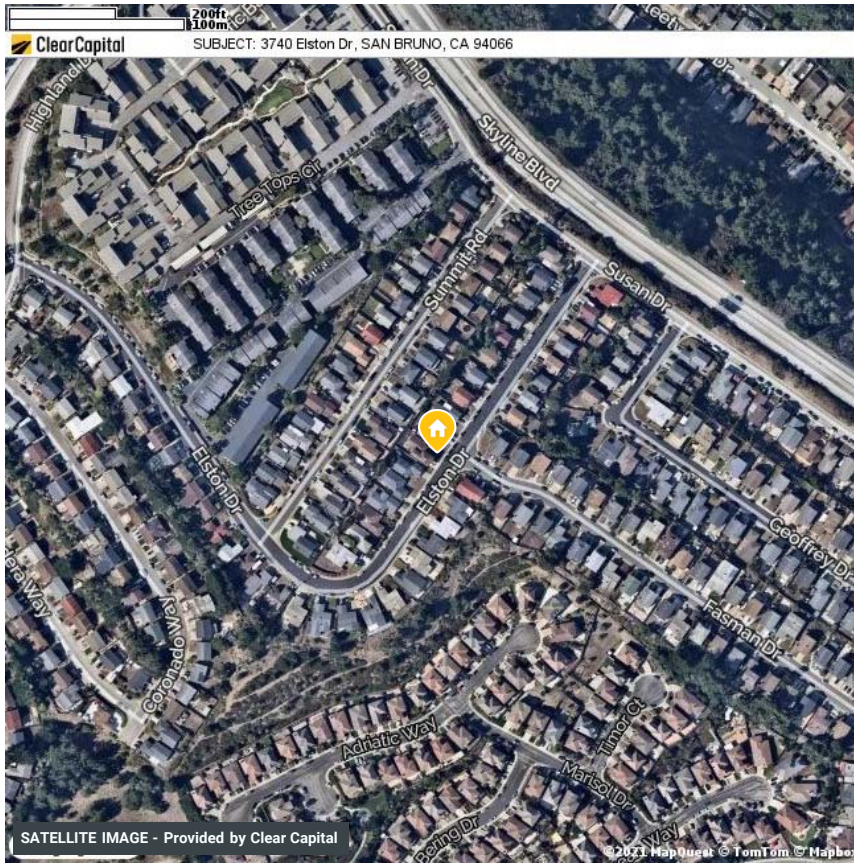 200ft
100m
ClearCapital
SUBJECT: 3740 Elston Dr, SAN BRUNO, CA 94066
Skyline Blvd
Tree Tops Cir
Summit Rd
Susan Dr
Elston Dr
Elston Dr
Geoffrey Dr
Fasman Dr
Coronado Way
Adriatic Way
Timor Ct
Marisol Dr
Bering Dr
SATELLITE IMAGE - Provided by Clear Capital
©2021 MapQuest © TomTom © Mapbox